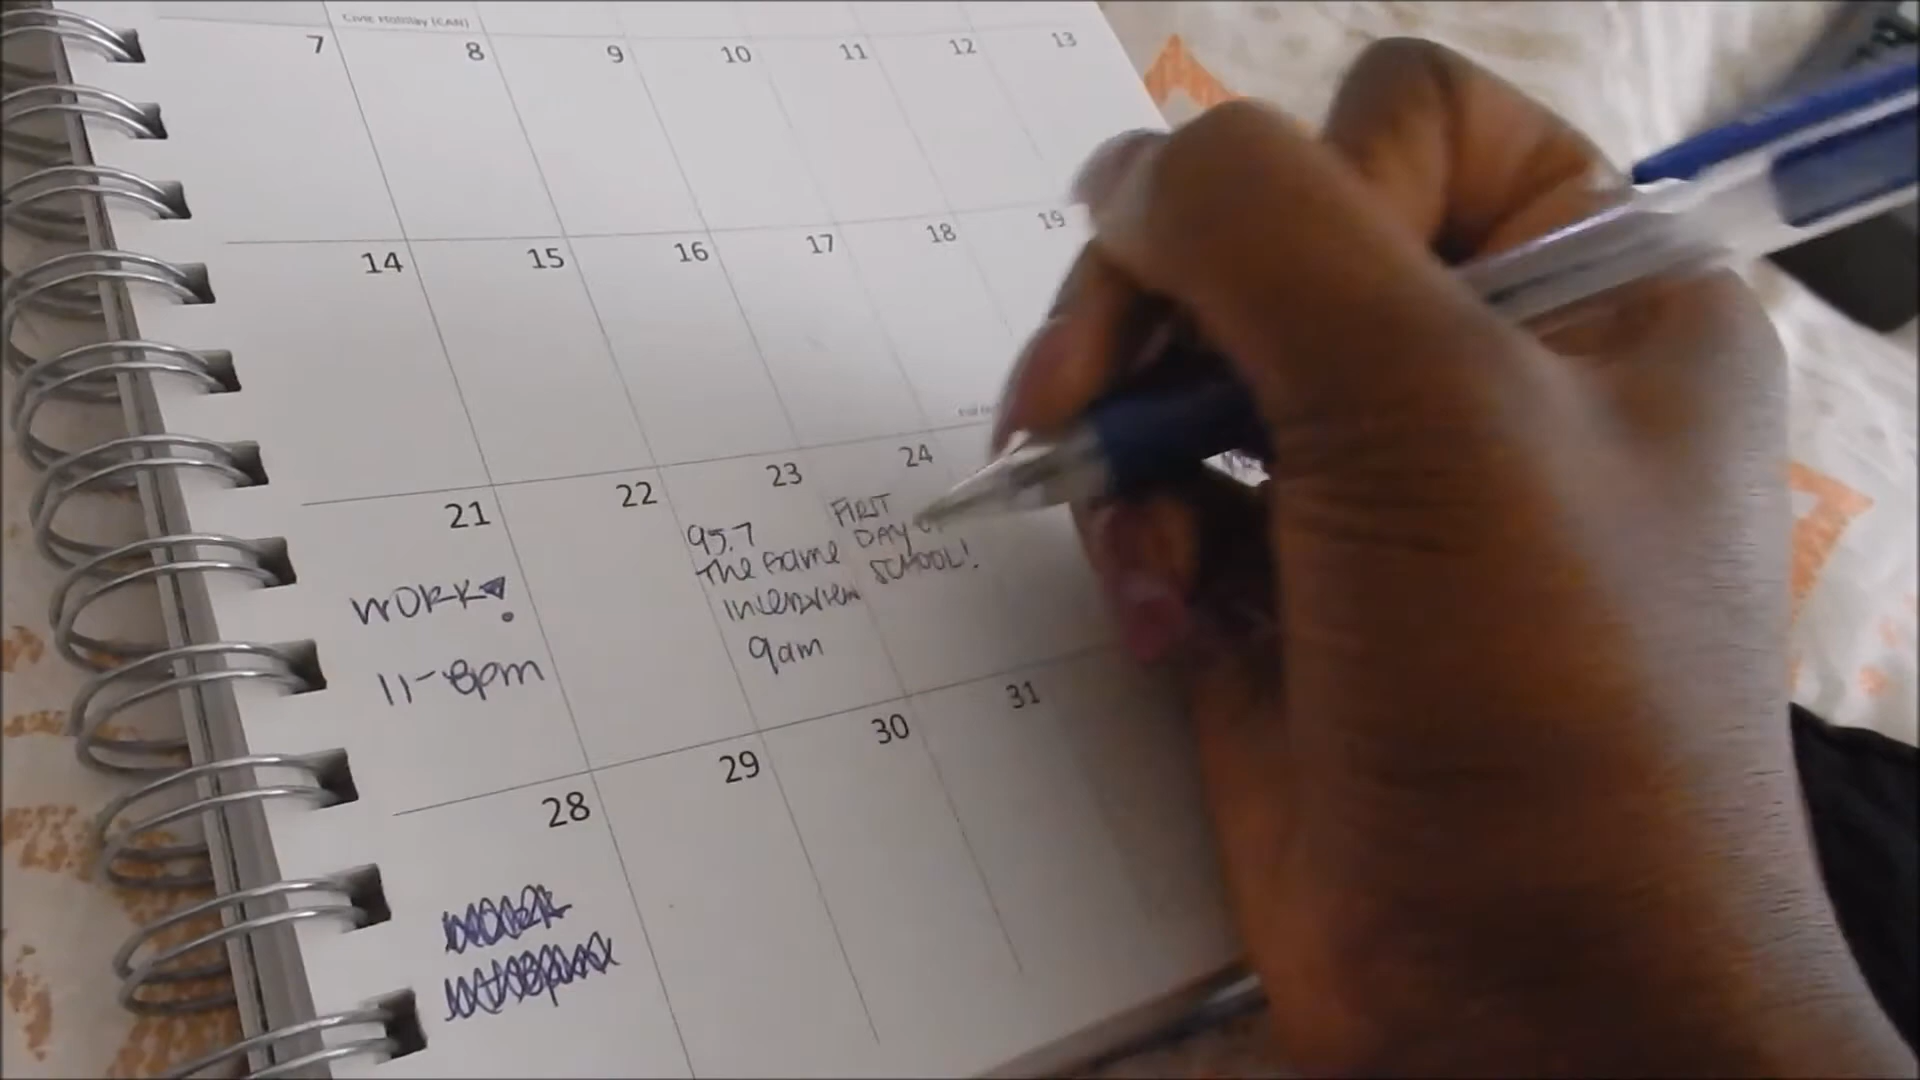 Civic Holiday (CAN)
7 8 9 10 11 12 13
14 15 16 17 18 19
21 22 23 24
WORK!
11-8pm
95.7
The Game
Interview
9am
FIRST
DAY OF
SCHOOL!
28 29 30 31